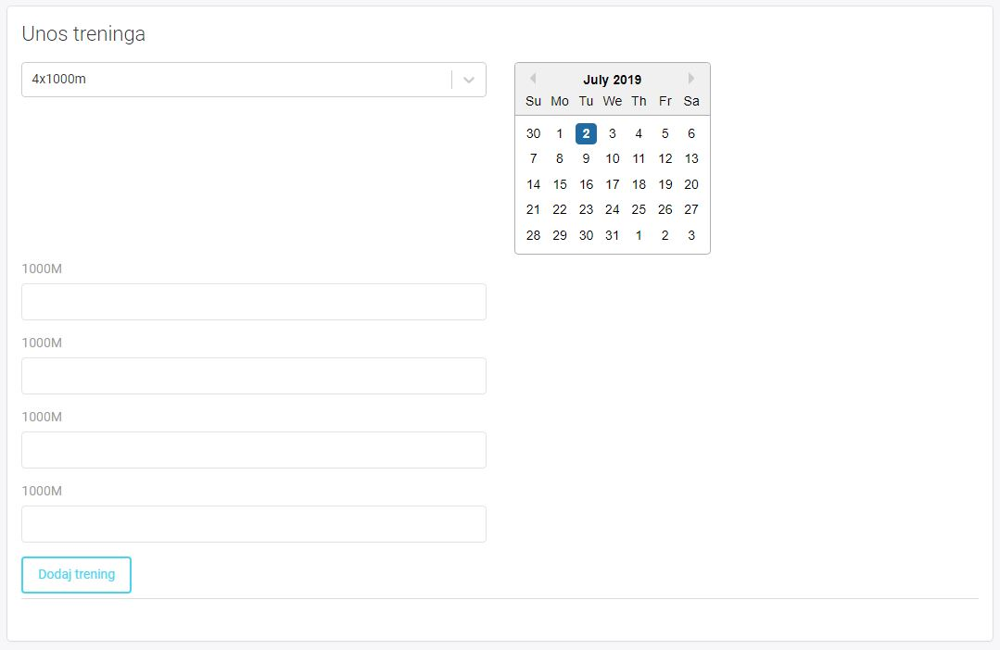 Unos treninga
4x1000m
July 2019
Su Mo Tu We Th Fr Sa
30 1 2 3 4 5 6
7 8 9 10 11 12 13
14 15 16 17 18 19 20
21 22 23 24 25 26 27
28 29 30 31 1 2 3
1000M
1000M
1000M
1000M
Dodaj trening